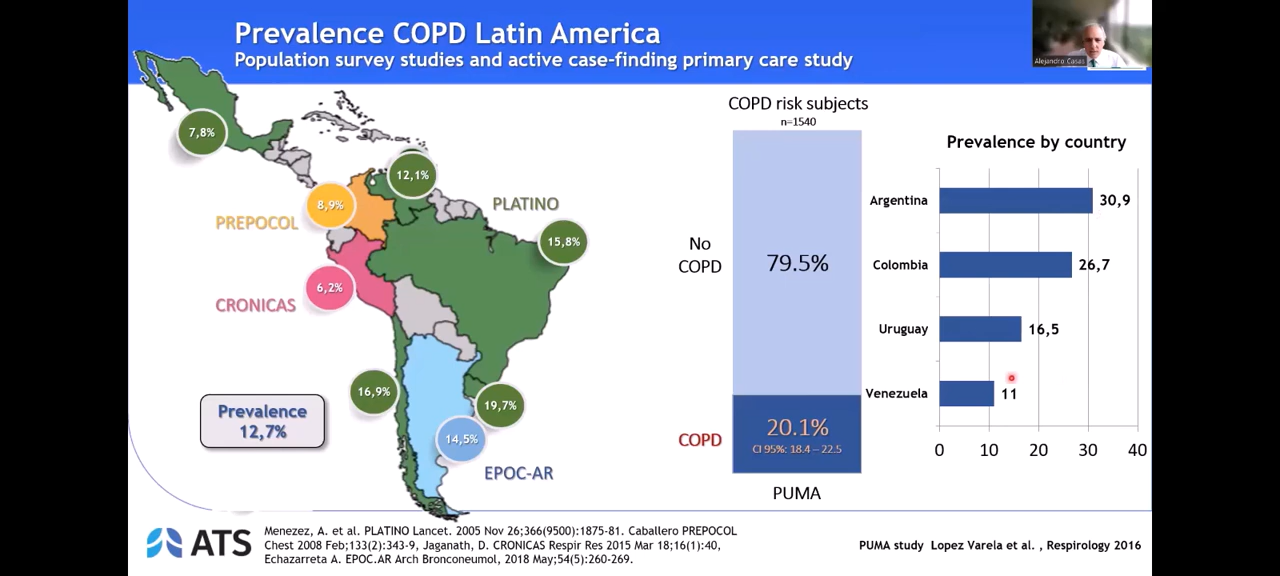 Prevalence COPD Latin America
Population survey studies and active case-finding primary care study
Alejandro Casas
7,8%
12,1%
8,9%
PREPOCOL
PLATINO
15,8%
6,2%
CRONICAS
16,9%
19,7%
14,5%
EPOC-AR
Prevalence
12,7%
COPD risk subjects
n=1540
No
COPD
79.5%
COPD
20.1%
CI 95%: 18.4 – 22.5
PUMA
Prevalence by country
Argentina
30,9
Colombia
26,7
Uruguay
16,5
Venezuela
11
0 10 20 30 40
ATS
Menezez, A. et al. PLATINO Lancet. 2005 Nov 26;366(9500):1875-81. Caballero PREPOCOL
Chest 2008 Feb;133(2):343-9, Jaganath, D. CRONICAS Respir Res 2015 Mar 18;16(1):40,
Echazarreta A. EPOC.AR Arch Bronconeumol, 2018 May;54(5):260-269.
PUMA study Lopez Varela et al. , Respirology 2016